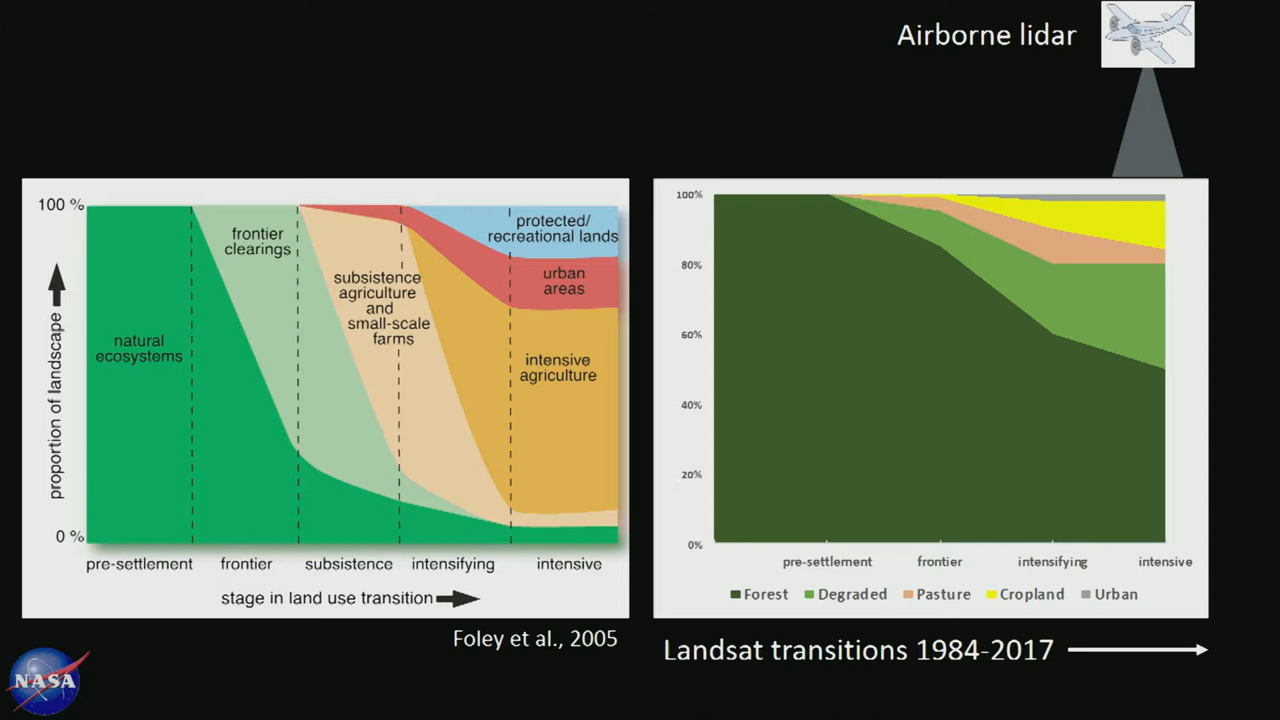 Airborne lidar
100 %
0 %
proportion of landscape
natural
ecosystems
frontier
clearings
subsistence
agriculture
and
small-scale
farms
protected/
recreational lands
urban
areas
intensive
agriculture
pre-settlement
frontier
subsistence
intensifying
intensive
stage in land use transition
Foley et al., 2005
100%
80%
60%
40%
20%
0%
pre-settlement
frontier
intensifying
intensive
Forest
Degraded
Pasture
Cropland
Urban
Landsat transitions 1984-2017
NASA